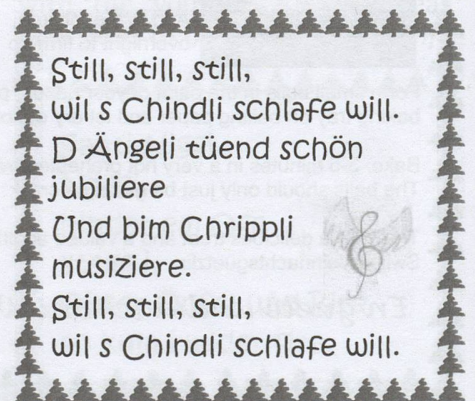 Still, still, still,
wil s Chindli schlafe will.
D Ängeli tüend schön
jubiliere
Und bim Chrippli
musiziere.
Still, still, still,
wil s Chindli schlafe will.